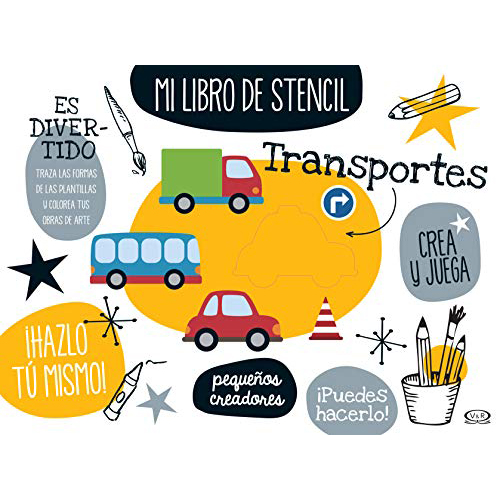 MI LIBRO DE STENCIL
Transportes
ES
DIVER-
TIDO
TRAZA LAS FORMAS
DE LAS PLANTILLAS
Y COLOREA TUS
OBRAS DE ARTE
CREA
Y JUEGA
¡HAZLO
TÚ MISMO!
pequeños
creadores
¡Puedes
hacerlo!
V&R